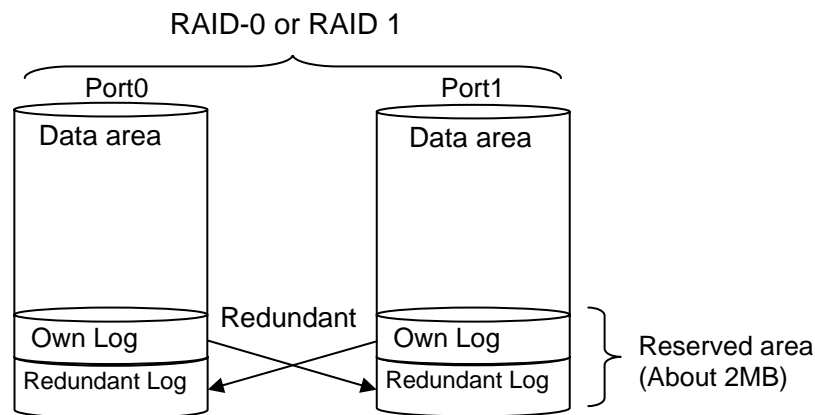 RAID-0 or RAID 1
Port0
Port1
Data area
Data area
Redundant
Own Log
Own Log
Redundant Log
Redundant Log
Reserved area
(About 2MB)